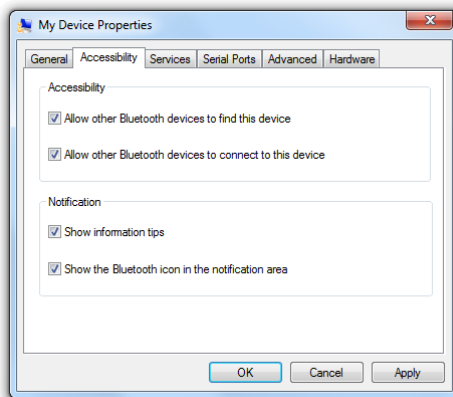 My Device Properties
General Accessibility Services Serial Ports Advanced Hardware
Accessibility
Allow other Bluetooth devices to find this device
Allow other Bluetooth devices to connect to this device
Notification
Show information tips
Show the Bluetooth icon in the notification area
OK Cancel Apply